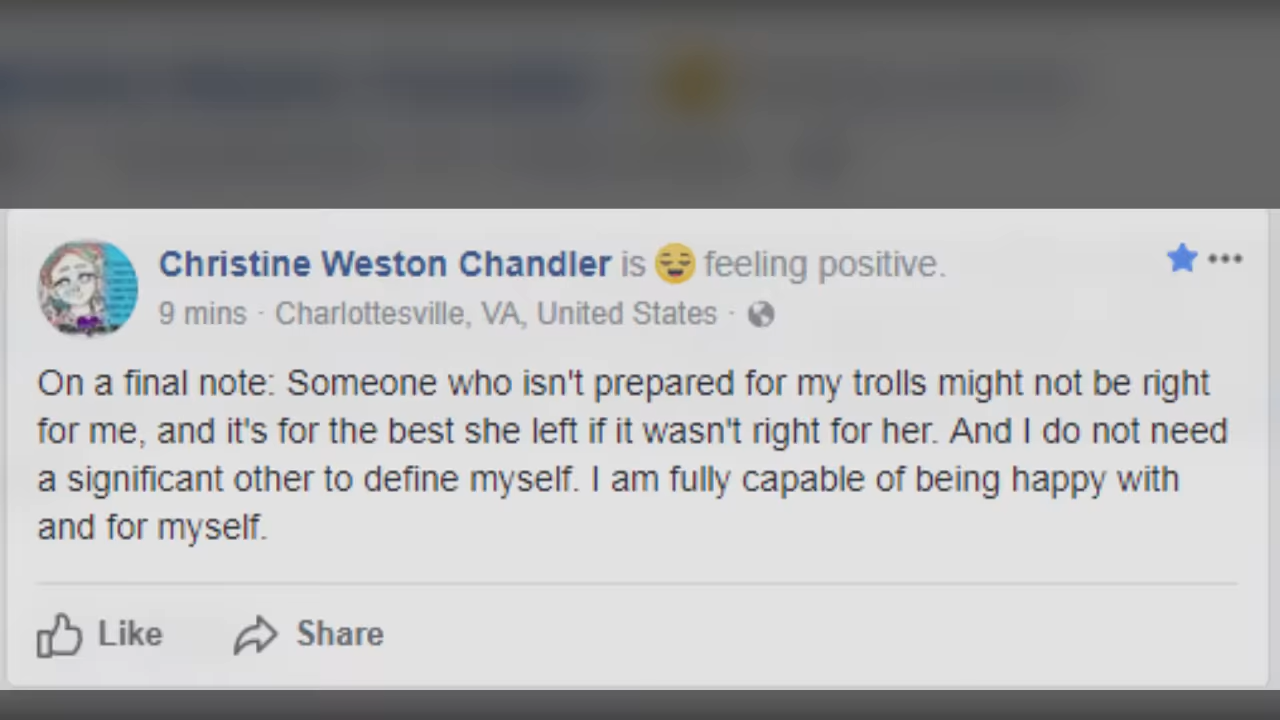 Christine Weston Chandler is feeling positive.
9 mins · Charlottesville, VA, United States ·
On a final note: Someone who isn't prepared for my trolls might not be right
for me, and it's for the best she left if it wasn't right for her. And I do not need
a significant other to define myself. I am fully capable of being happy with
and for myself.
Like Share